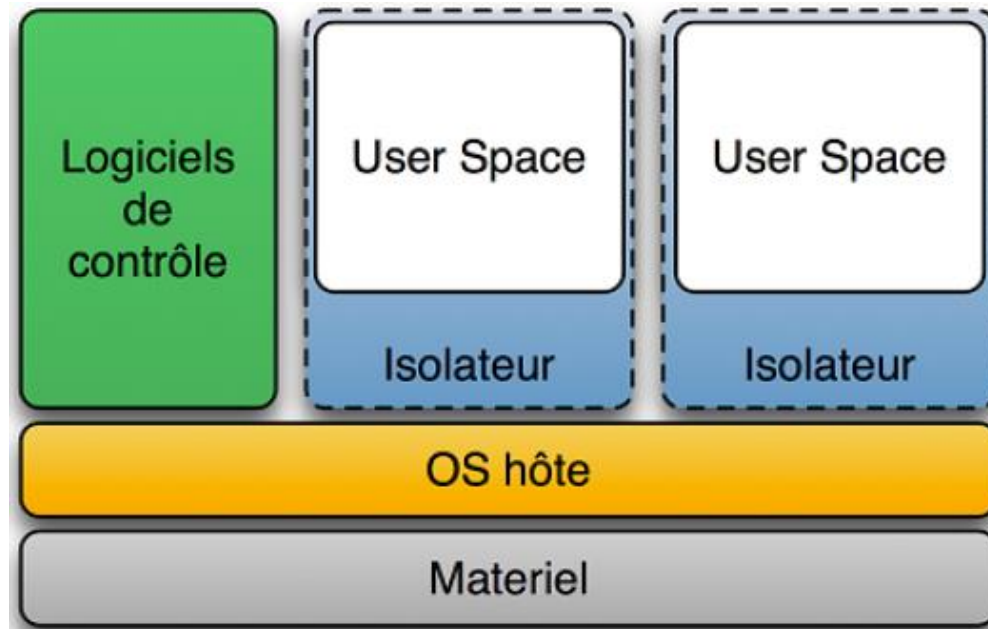 Logiciels
de
contrôle
User Space
Isolateur
User Space
Isolateur
OS hôte
Materiel